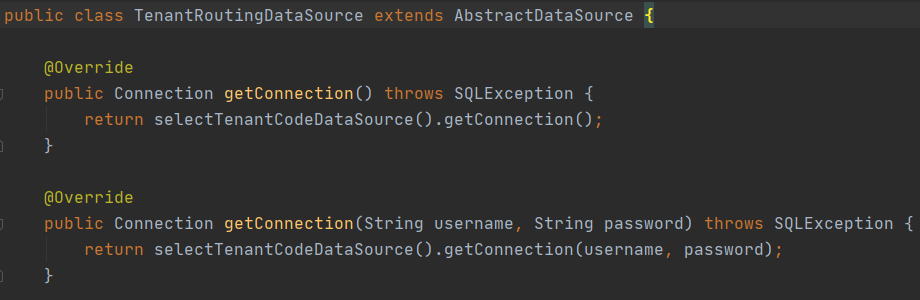 public class TenantRoutingDataSource extends AbstractDataSource {
@Override
public Connection getConnection() throws SQLException {
return selectTenantCodeDataSource().getConnection();
}
@Override
public Connection getConnection(String username, String password) throws SQLException {
return selectTenantCodeDataSource().getConnection(username, password);
}